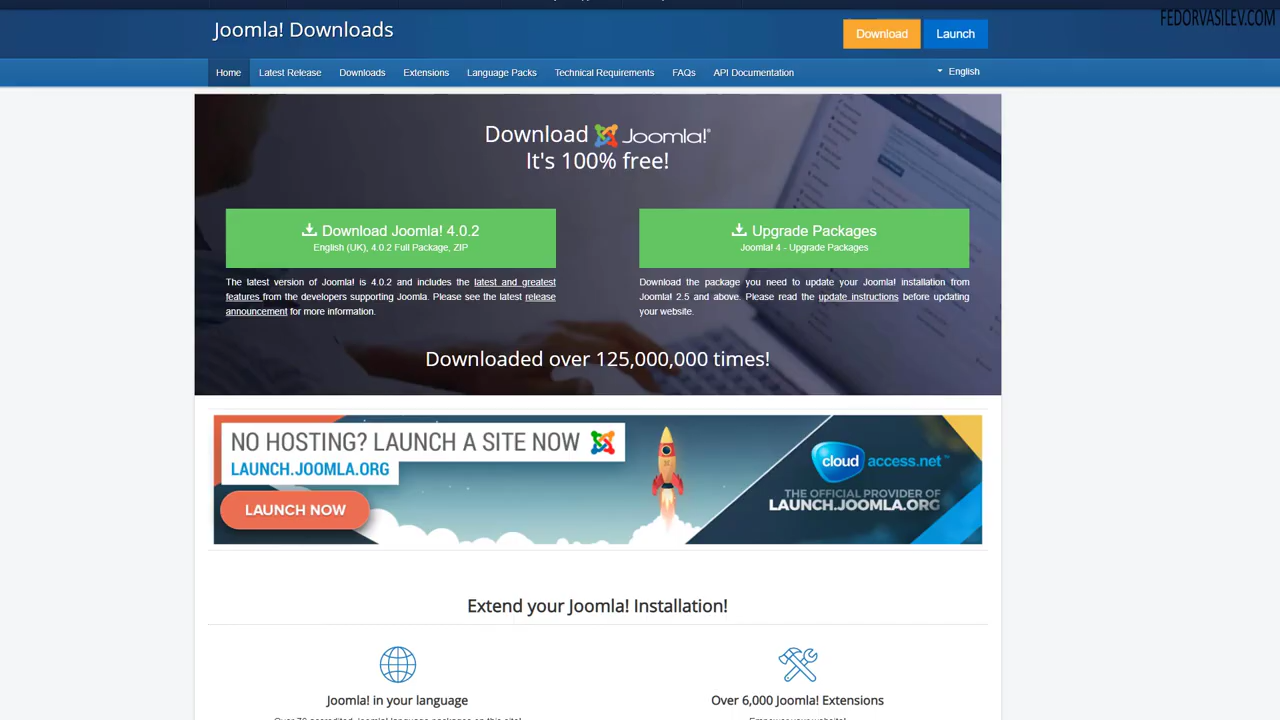 FEDORVASILEV.COM
Joomla! Downloads
Download
Launch
Home
Latest Release
Downloads
Extensions
Language Packs
Technical Requirements
FAQs
API Documentation
English
Download Joomla!®
It's 100% free!
Download Joomla! 4.0.2
English (UK), 4.0.2 Full Package, ZIP
The latest version of Joomla! is 4.0.2 and includes the latest and greatest
features from the developers supporting Joomla. Please see the latest release
announcement for more information.
Upgrade Packages
Joomla! 4 - Upgrade Packages
Download the package you need to update your Joomla! installation from
Joomla! 2.5 and above. Please read the update instructions before updating
your website.
Downloaded over 125,000,000 times!
NO HOSTING? LAUNCH A SITE NOW
LAUNCH.JOOMLA.ORG
LAUNCH NOW
cloudaccess.net™
THE OFFICIAL PROVIDER OF
LAUNCH.JOOMLA.ORG
Extend your Joomla! Installation!
Joomla! in your language
Over 6,000 Joomla! Extensions